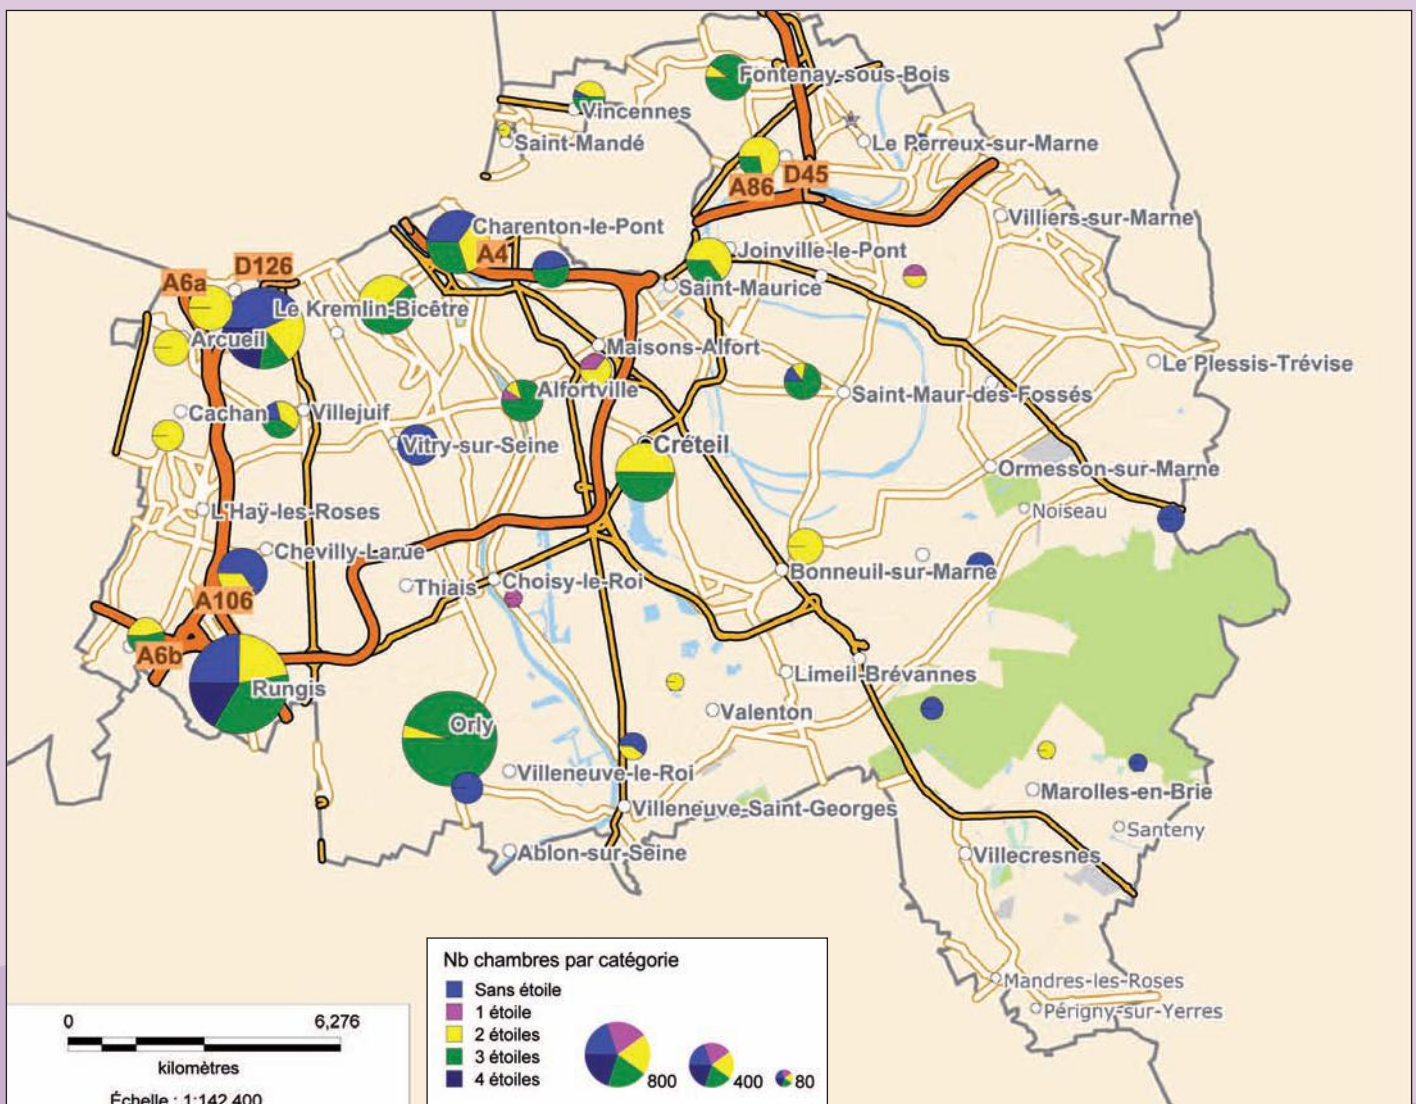 Fontenay-sous-Bois
Vincennes
Saint-Mandé
Le Perreux-sur-Marne
A86
D45
Charenton-le-Pont
Villiers-sur-Marne
A4
Joinville-le-Pont
D126
A6a
Saint-Maurice
Le Kremlin-Bicêtre
Arcueil
Maisons-Alfort
Le Plessis-Trévise
Alfortville
Saint-Maur-des-Fossés
Cachan
Villejuif
Vitry-sur-Seine
Créteil
Ormesson-sur-Marne
L'Haÿ-les-Roses
Noiseau
Chevilly-Larue
Bonneuil-sur-Marne
Thiais
Choisy-le-Roi
A106
A6b
Limeil-Brévannes
Rungis
Valenton
Orly
Villeneuve-le-Roi
Marolles-en-Brie
Villeneuve-Saint-Georges
Santeny
Ablon-sur-Seine
Villecresnes
Mandres-les-Roses
Périgny-sur-Yerres
Nb chambres par catégorie
Sans étoile
1 étoile
2 étoiles
3 étoiles
4 étoiles
800
400
80
0 6,276
kilomètres
Échelle : 1:142 400